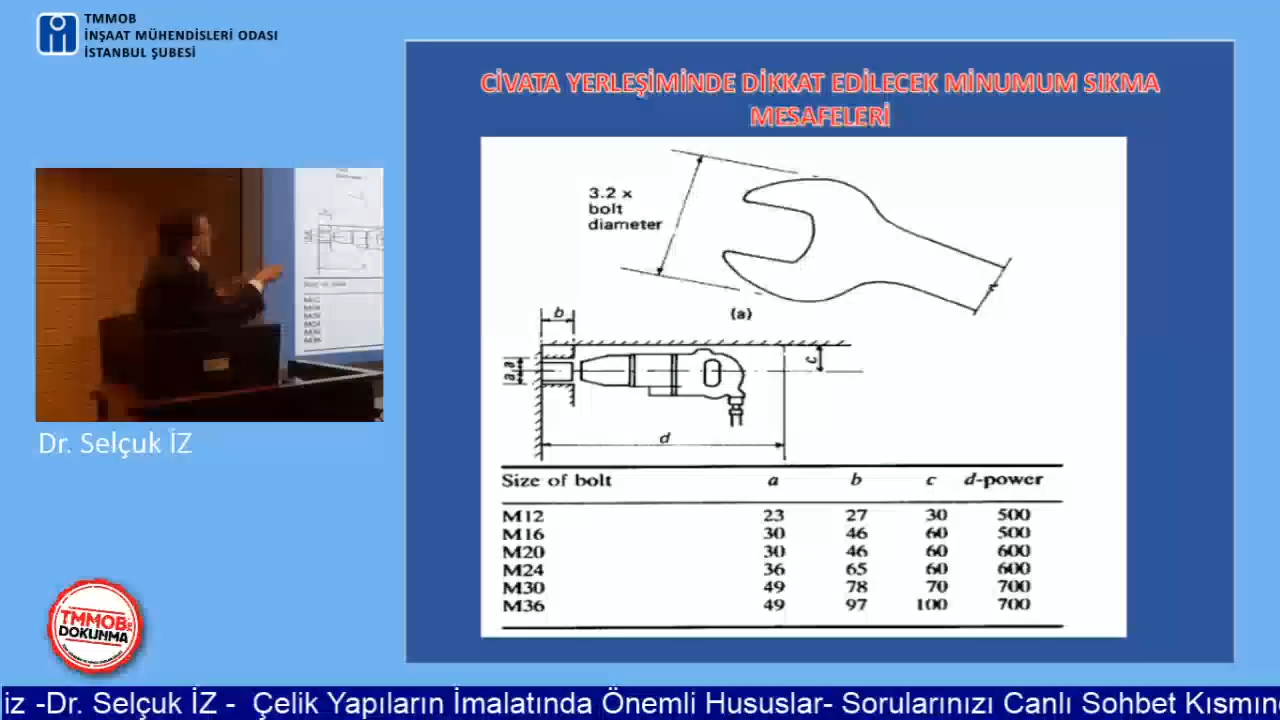 TMMOB
İNŞAAT MÜHENDİSLERİ ODASI
İSTANBUL ŞUBESİ
CİVATA YERLEŞİMİNDE DİKKAT EDİLECEK MİNUMUM SIKMA
MESAFELERİ
3.2 x
bolt
diameter
(a)
b
a a
c
d
Size of bolt a b c d-power
M12 23 27 30 500
M16 30 46 60 500
M20 30 46 60 600
M24 36 65 60 600
M30 49 78 70 700
M36 49 97 100 700
Dr. Selçuk İZ
TMMOB
DOKUNMA
iz -Dr. Selçuk İZ - Çelik Yapıların İmalatında Önemli Hususlar- Sorularınızı Canlı Sohbet Kısmın